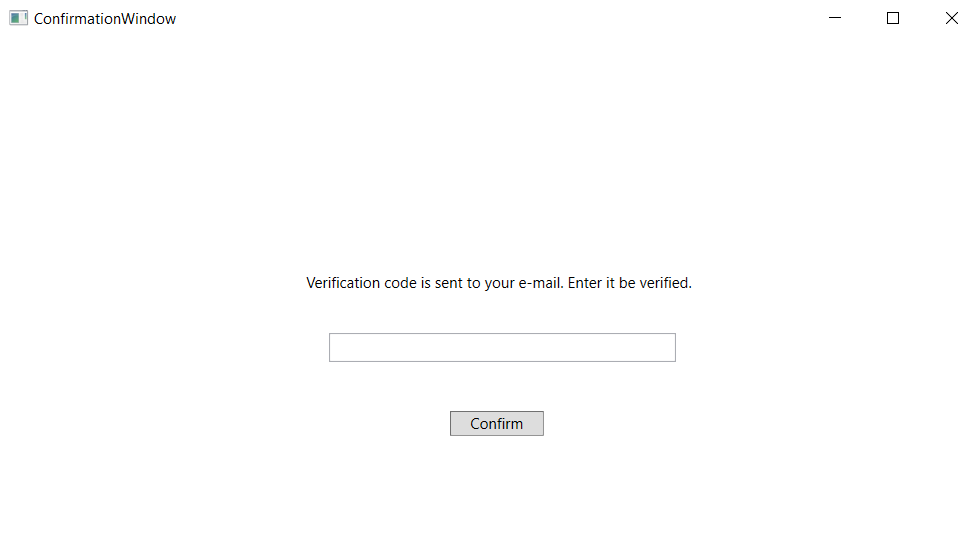 ConfirmationWindow
Verification code is sent to your e-mail. Enter it be verified.
Confirm